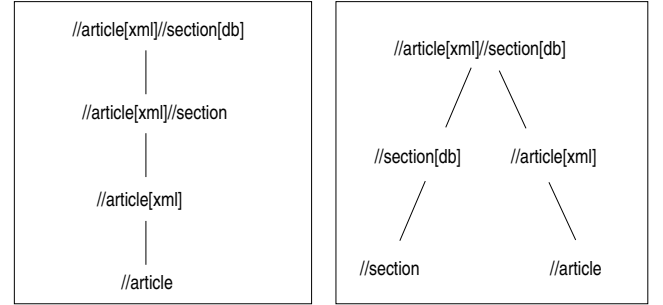 //article[xml]//section[db]
//article[xml]//section
//article[xml]
//article
//article[xml]//section[db]
//section[db] //article[xml]
//section //article